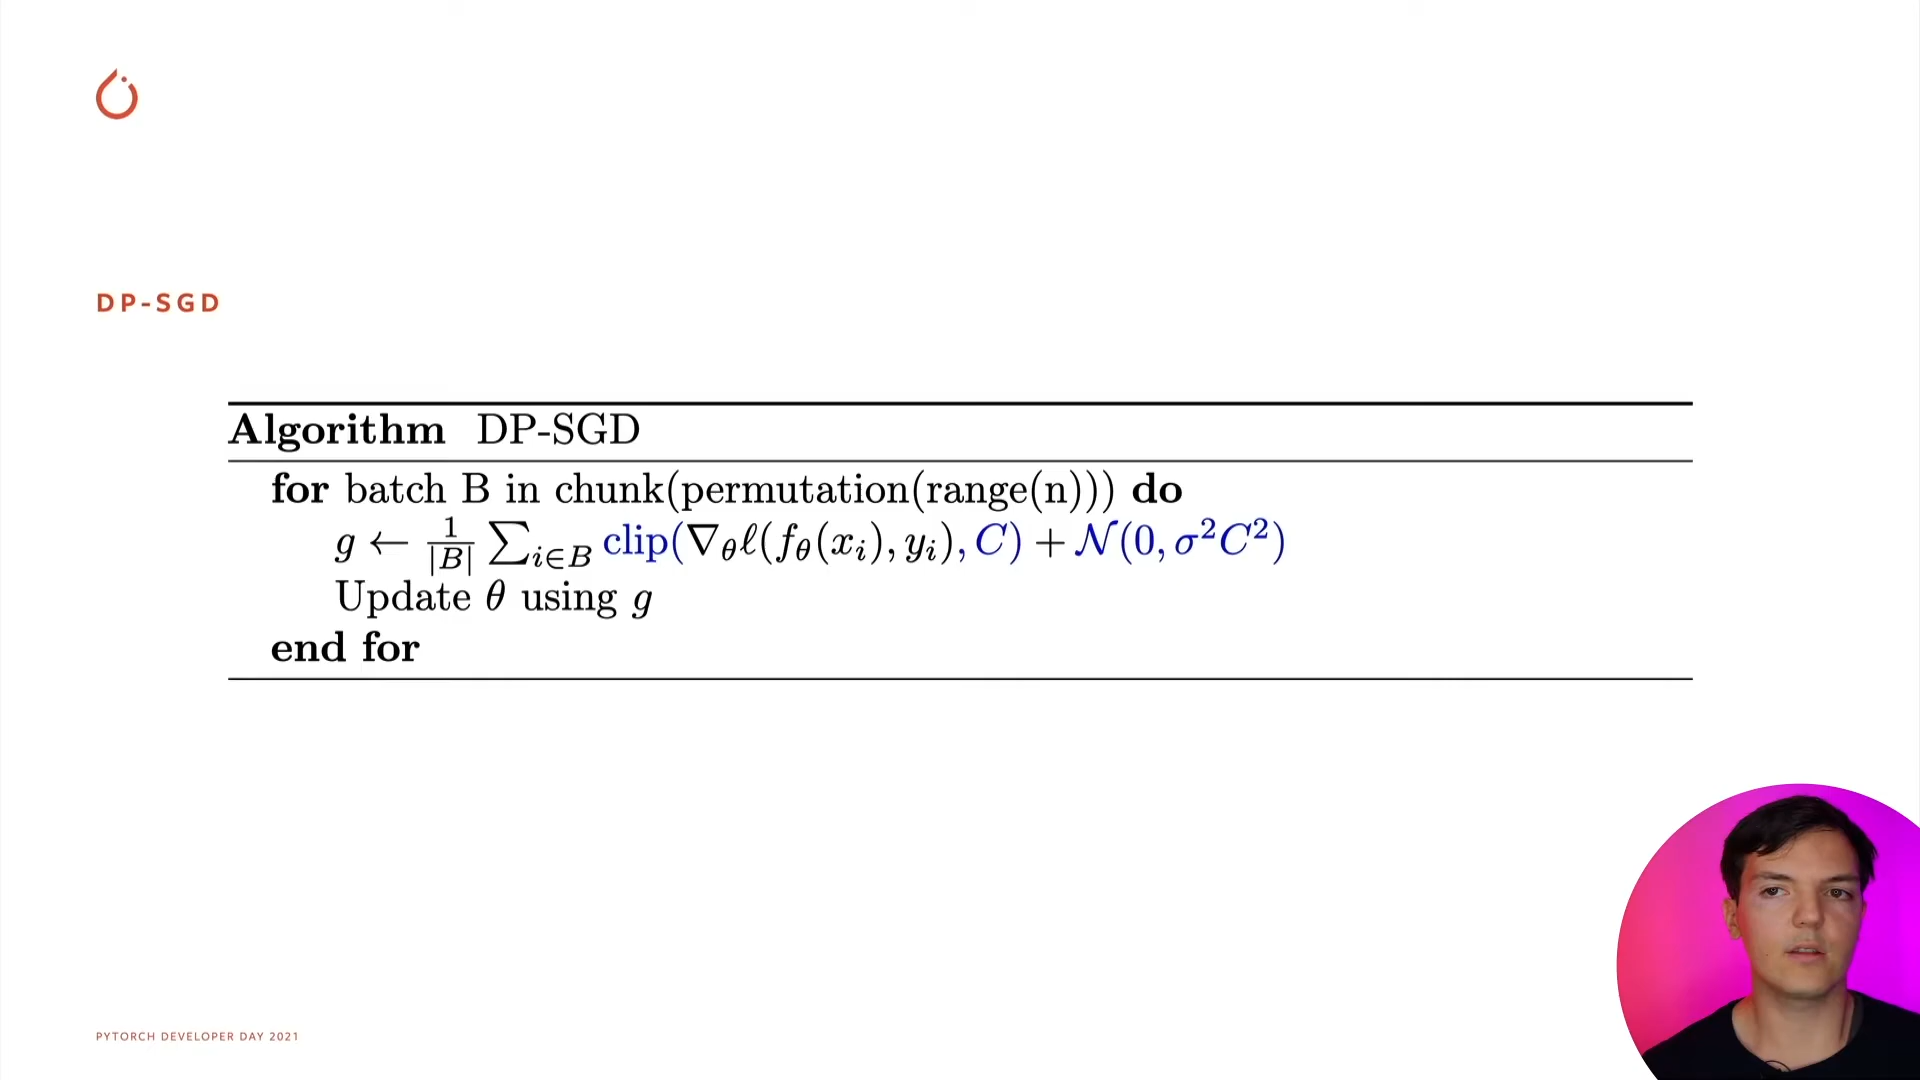 DP-SGD
Algorithm DP-SGD
for batch B in chunk(permutation(range(n))) do
g ← 1/|B| ∑_{i∈B} clip(∇_θ ℓ(f_θ(x_i), y_i), C) + 𝒩(0, σ²C²)
Update θ using g
end for
PYTORCH DEVELOPER DAY 2021